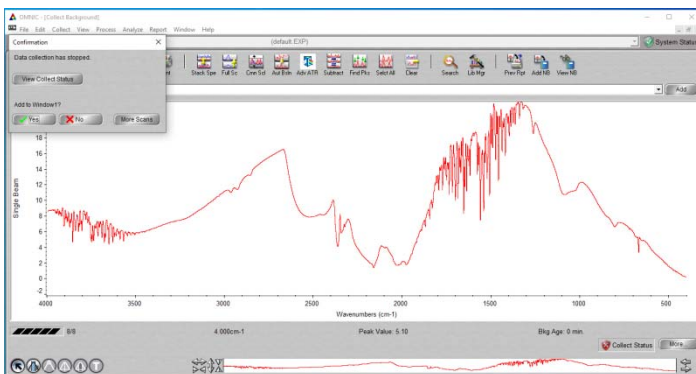 OMNIC - [Collect Background]
File Edit Collect View Process Analyze Report Window Help
Confirmation
(default.EXP)
System Status
Data collection has stopped.
View Collect Status
Stack Spe Full Sc Cmn Scl Aut Bsln Adv ATR Subtract Find Pks Selct All Clear Search Lib Mgr Prev Rpt Add NB View NB
Add to Window1?
Add
Yes No More Scans
18
16
14
12
10
8
6
4
2
0
-2
Single Beam
4000 3500 3000 2500 2000 1500 1000 500
Wavenumbers (cm-1)
8/8 4.000cm-1 Peak Value: 5.10 Bkg Age: 0 min.
Collect Status More